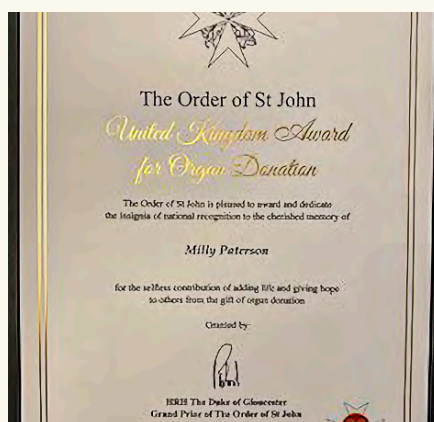 The Order of St John
United Kingdom Award
for Organ Donation
The Order of St John is pleased to award and dedicate
the insignia of national recognition to the cherished memory of
Milly Paterson
for the selfless contribution of adding life and giving hope
to others from the gift of organ donation
Granted by
HRH The Duke of Gloucester
Grand Prior of The Order of St John